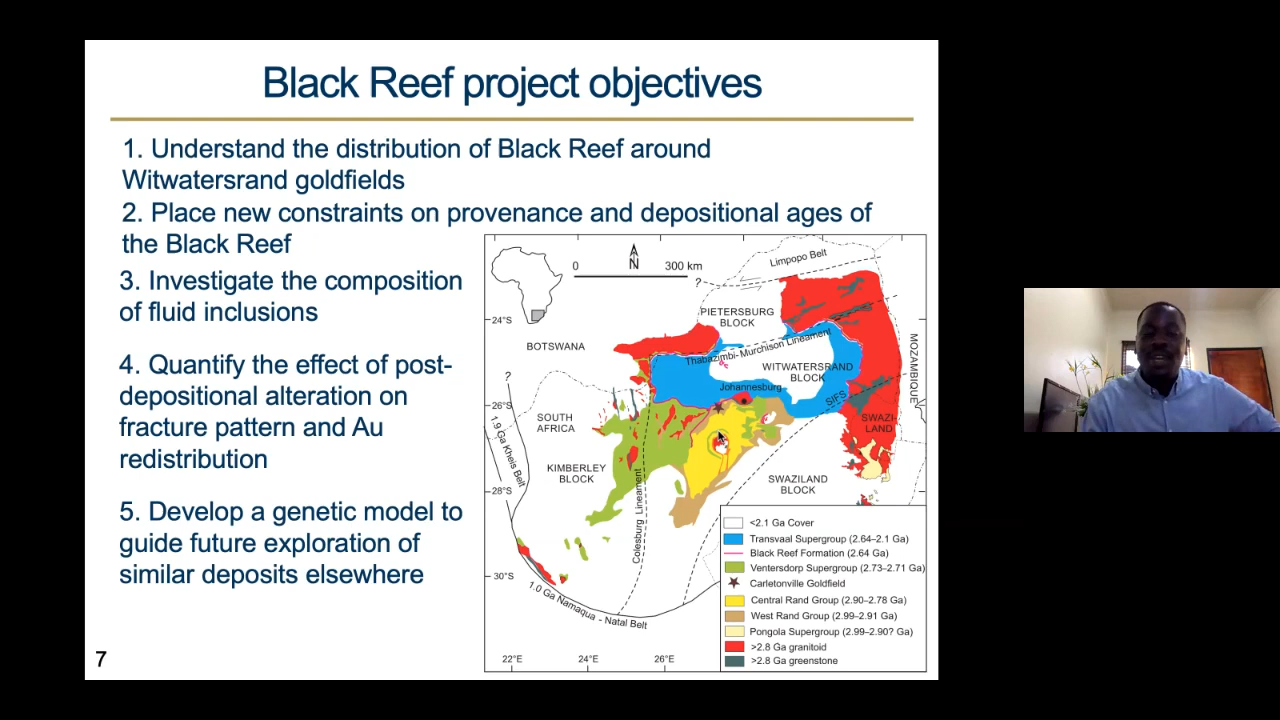 Black Reef project objectives
1. Understand the distribution of Black Reef around
Witwatersrand goldfields
2. Place new constraints on provenance and depositional ages of
the Black Reef
3. Investigate the composition
of fluid inclusions
4. Quantify the effect of post-
depositional alteration on
fracture pattern and Au
redistribution
5. Develop a genetic model to
guide future exploration of
similar deposits elsewhere
7
0
N
300 km
Limpopo Belt
?
24°S
PIETERSBURG
BLOCK
BOTSWANA
Thabazimbi-Murchison Lineament
WITWATERSRAND
BLOCK
MOZAMBIQUE
?
Johannesburg
SIFS
26°S
SOUTH
AFRICA
SWAZI-
LAND
1.9 Ga Kheis Belt
KIMBERLEY
BLOCK
SWAZILAND
BLOCK
28°S
Colesburg Lineament
30°S
1.0 Ga Namaqua - Natal Belt
22°E
24°E
26°E
<2.1 Ga Cover
Transvaal Supergroup (2.64–2.1 Ga)
Black Reef Formation (2.64 Ga)
Ventersdorp Supergroup (2.73–2.71 Ga)
Carletonville Goldfield
Central Rand Group (2.90–2.78 Ga)
West Rand Group (2.99–2.91 Ga)
Pongola Supergroup (2.99–2.90? Ga)
>2.8 Ga granitoid
>2.8 Ga greenstone